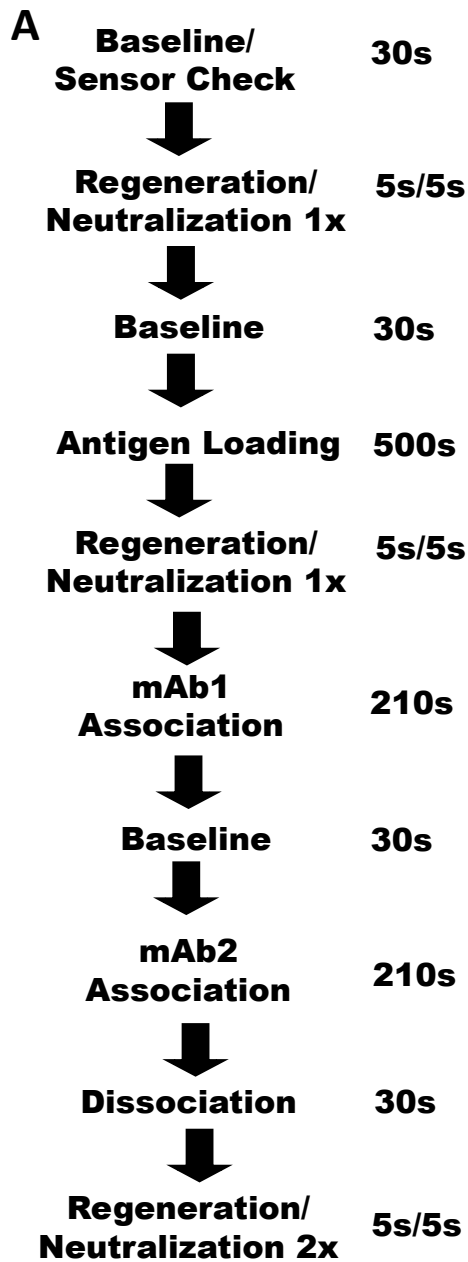 A
Baseline/
Sensor Check
30s
Regeneration/
Neutralization 1x
5s/5s
Baseline
30s
Antigen Loading
500s
Regeneration/
Neutralization 1x
5s/5s
mAb1
Association
210s
Baseline
30s
mAb2
Association
210s
Dissociation
30s
Regeneration/
Neutralization 2x
5s/5s